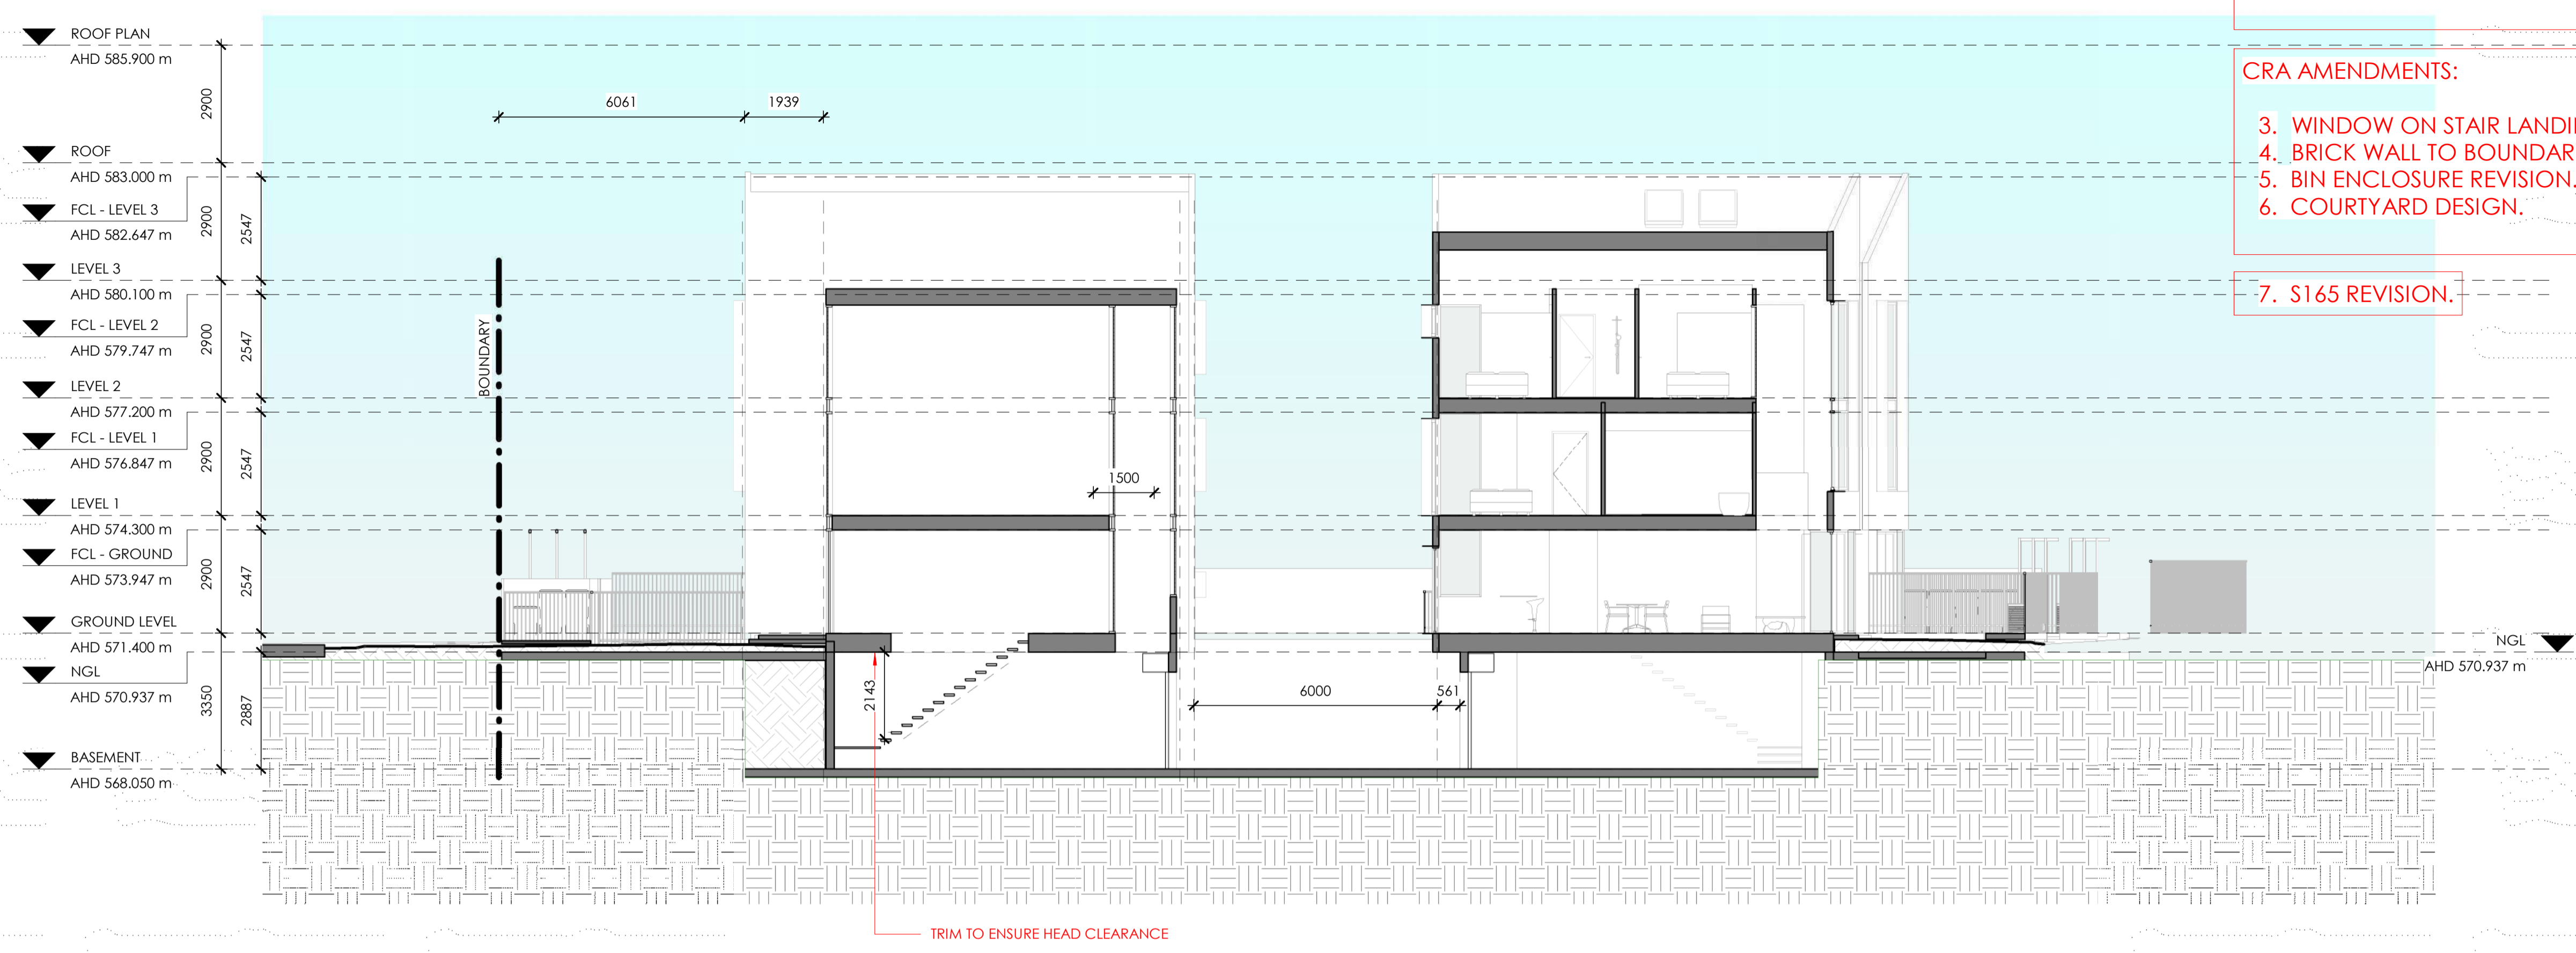 ROOF PLAN
AHD 585.900 m
ROOF
AHD 583.000 m
FCL - LEVEL 3
AHD 582.647 m
LEVEL 3
AHD 580.100 m
FCL - LEVEL 2
AHD 579.747 m
LEVEL 2
AHD 577.200 m
FCL - LEVEL 1
AHD 576.847 m
LEVEL 1
AHD 574.300 m
FCL - GROUND
AHD 573.947 m
GROUND LEVEL
AHD 571.400 m
NGL
AHD 570.937 m
BASEMENT
AHD 568.050 m
2900
2900
2900
2900
2900
3350
2547
2547
2547
2547
2887
6061
1939
BOUNDARY
1500
2143
6000
561
TRIM TO ENSURE HEAD CLEARANCE
CRA AMENDMENTS:
3. WINDOW ON STAIR LANDI
4. BRICK WALL TO BOUNDAR
5. BIN ENCLOSURE REVISION.
6. COURTYARD DESIGN.
7. S165 REVISION.
NGL
AHD 570.937 m